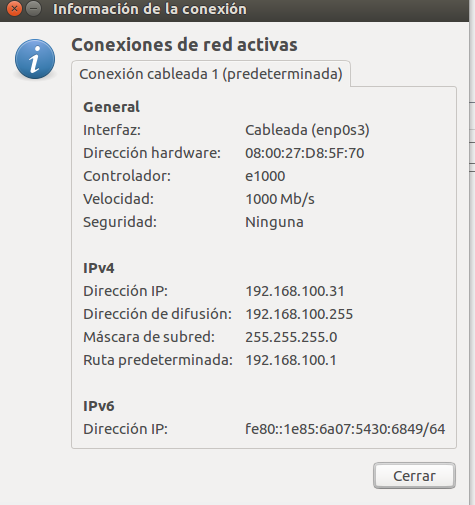 Información de la conexión
Conexiones de red activas
Conexión cableada 1 (predeterminada)
General
Interfaz: Cableada (enp0s3)
Dirección hardware: 08:00:27:D8:5F:70
Controlador: e1000
Velocidad: 1000 Mb/s
Seguridad: Ninguna
IPv4
Dirección IP: 192.168.100.31
Dirección de difusión: 192.168.100.255
Máscara de subred: 255.255.255.0
Ruta predeterminada: 192.168.100.1
IPv6
Dirección IP: fe80::1e85:6a07:5430:6849/64
Cerrar